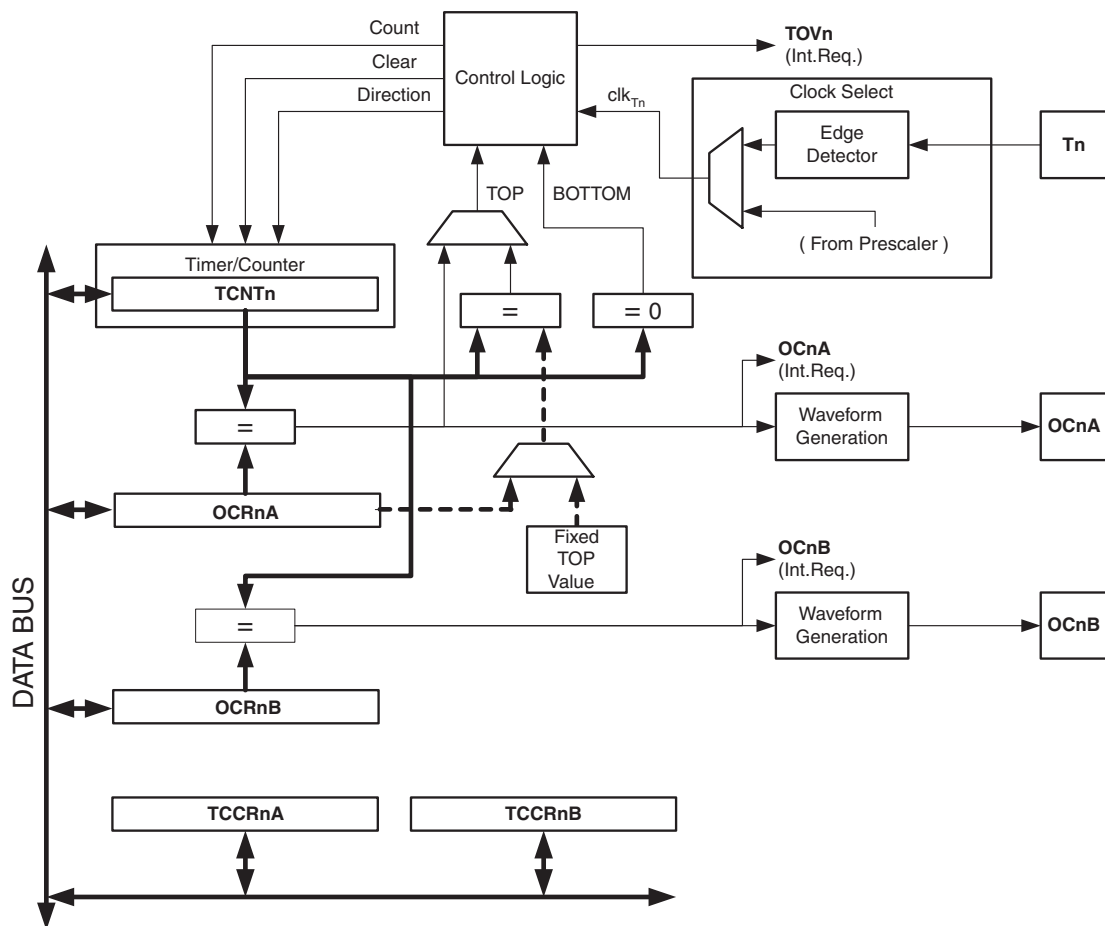 Count
Clear
Direction
Control Logic
TOVn
(Int.Req.)
clkTn
Clock Select
Edge
Detector
Tn
( From Prescaler )
TOP
BOTTOM
Timer/Counter
TCNTn
=
= 0
OCnA
(Int.Req.)
=
Waveform
Generation
OCnA
OCRnA
Fixed
TOP
Value
OCnB
(Int.Req.)
=
Waveform
Generation
OCnB
OCRnB
DATA BUS
TCCRnA
TCCRnB